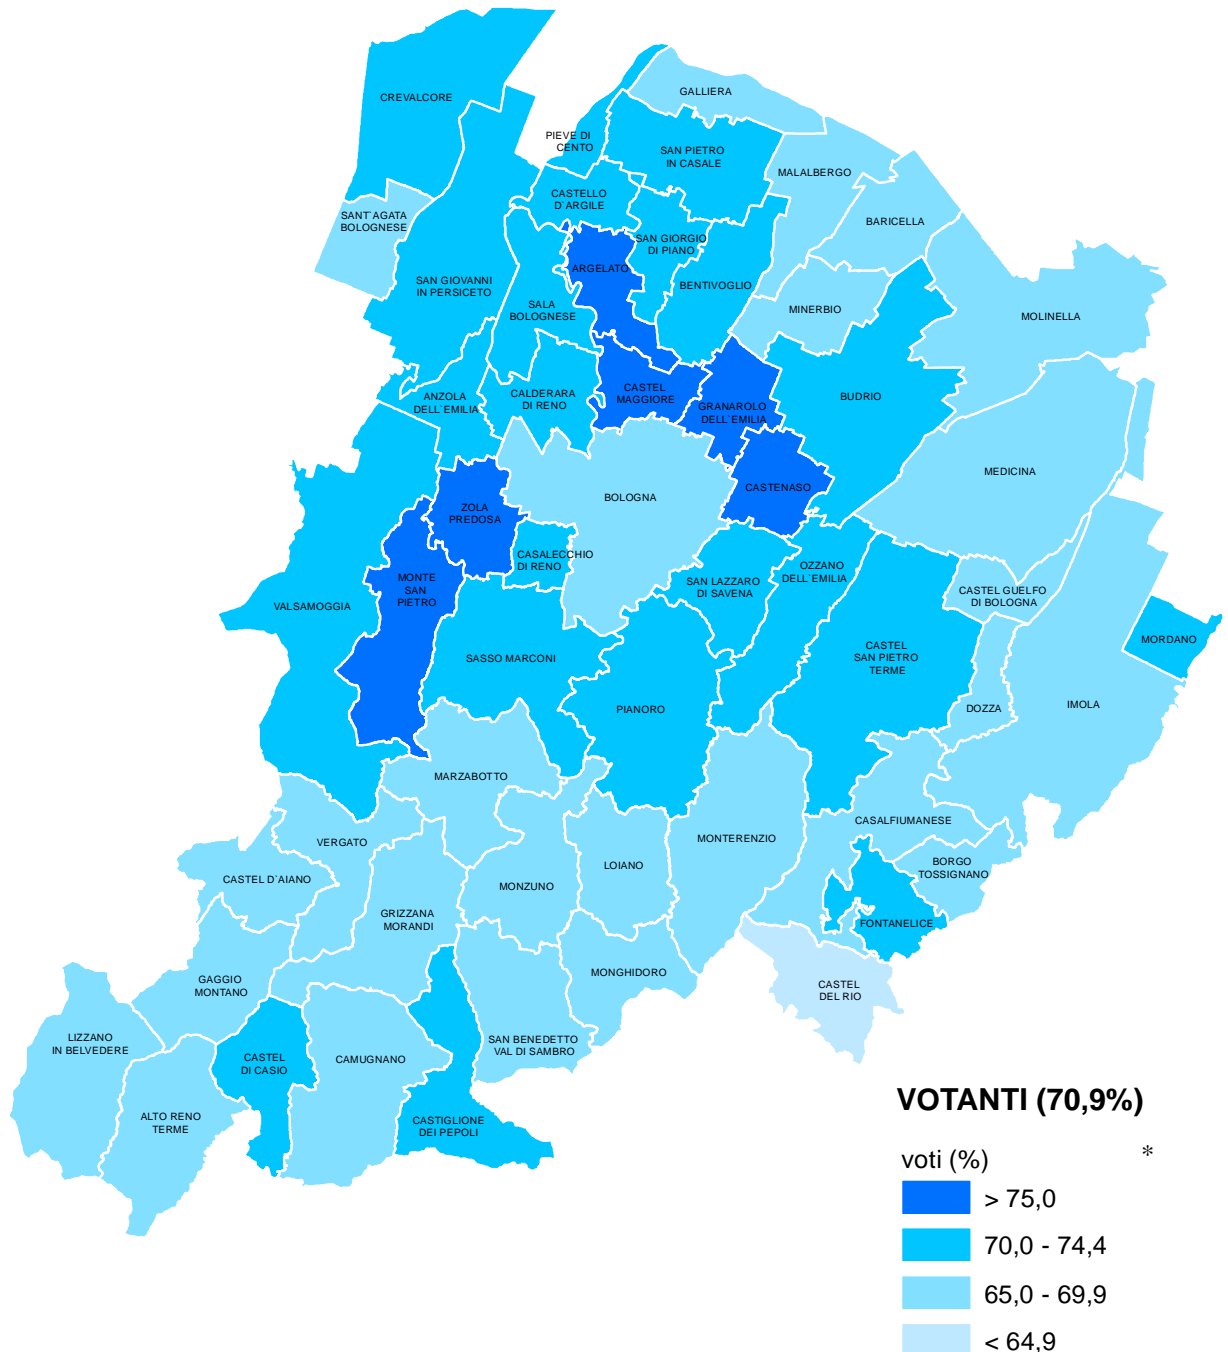 CREVALCORE
GALLIERA
PIEVE DI
CENTO
SAN PIETRO
IN CASALE
MALALBERGO
CASTELLO
D`ARGILE
SANT`AGATA
BOLOGNESE
BARICELLA
SAN GIORGIO
DI PIANO
ARGELATO
SAN GIOVANNI
IN PERSICETO
BENTIVOGLIO
SALA
BOLOGNESE
MINERBIO
MOLINELLA
ANZOLA
DELL`EMILIA
CALDERARA
DI RENO
CASTEL
MAGGIORE
GRANAROLO
DELL`EMILIA
BUDRIO
MEDICINA
CASTENASO
BOLOGNA
ZOLA
PREDOSA
CASALECCHIO
DI RENO
OZZANO
DELL`EMILIA
SAN LAZZARO
DI SAVENA
MONTE
SAN
PIETRO
VALSAMOGGIA
CASTEL GUELFO
DI BOLOGNA
MORDANO
SASSO MARCONI
CASTEL
SAN PIETRO
TERME
PIANORO
DOZZA
IMOLA
MARZABOTTO
CASALFIUMANESE
VERGATO
MONTERENZIO
LOIANO
BORGO
TOSSIGNANO
CASTEL D`AIANO
MONZUNO
GRIZZANA
MORANDI
FONTANELICE
MONGHIDORO
GAGGIO
MONTANO
CASTEL
DEL RIO
LIZZANO
IN BELVEDERE
SAN BENEDETTO
VAL DI SAMBRO
CASTEL
DI CASIO
CAMUGNANO
ALTO RENO
TERME
CASTIGLIONE
DEI PEPOLI
VOTANTI (70,9%)
voti (%) *
> 75,0
70,0 - 74,4
65,0 - 69,9
< 64,9